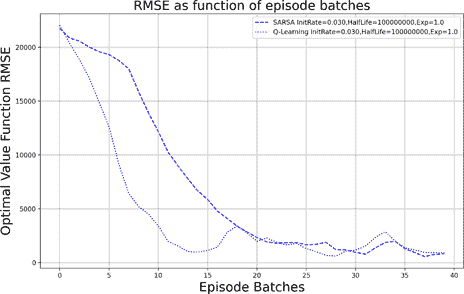 RMSE as function of episode batches
SARSA InitRate=0.030,HalfLife=100000000,Exp=1.0
Q-Learning InitRate=0.030,HalfLife=100000000,Exp=1.0
Optimal Value Function RMSE
20000
15000
10000
5000
0
0 5 10 15 20 25 30 35 40
Episode Batches